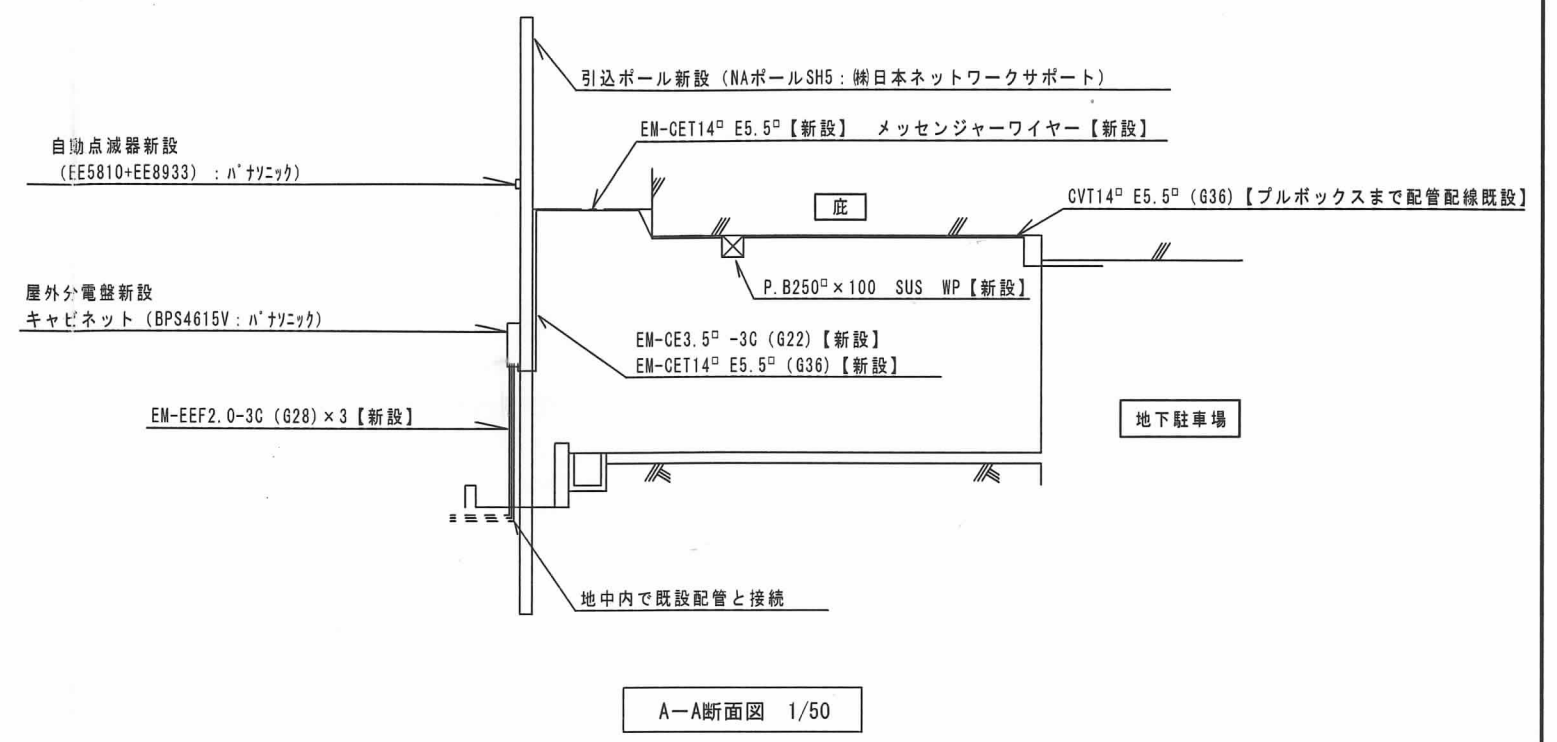 引込ポール新設（NAポールSH5：㈱日本ネットワークサポート）
EM-CET14□ E5.5□【新設】　メッセンジャーワイヤー【新設】
自動点滅器新設
（EE5810+EE8933）：ﾊﾟﾅｿﾆｯｸ）
庇
CVT14□ E5.5□（G36）【プルボックスまで配管配線既設】
P.B250□×100　SUS　WP【新設】
屋外分電盤新設
キャビネット（BPS4615V：ﾊﾟﾅｿﾆｯｸ）
EM-CE3.5□ -3C（G22）【新設】
EM-CET14□ E5.5□（G36）【新設】
EM-EEF2.0-3C（G28）×3【新設】
地下駐車場
地中内で既設配管と接続
A－A断面図　1/50